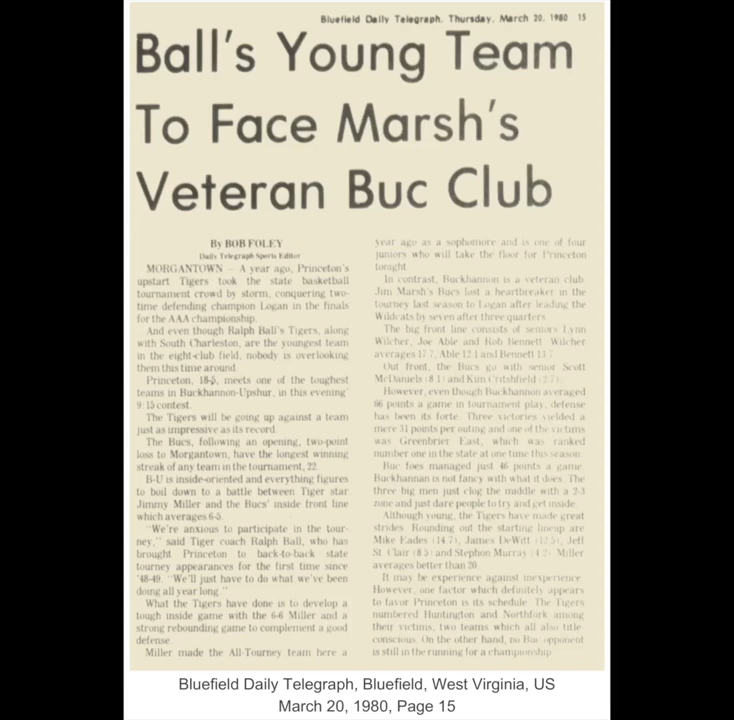 Bluefield Daily Telegraph, Thursday, March 20, 1980 15
Ball's Young Team
To Face Marsh's
Veteran Buc Club
By BOB FOLEY
Daily Telegraph Sports Editor
MORGANTOWN — A year ago, Princeton's
upstart Tigers took the state basketball
tournament crowd by storm, conquering two-
time defending champion Logan in the finals
for the AAA championship.
And even though Ralph Ball's Tigers, along
with South Charleston, are the youngest team
in the eight-club field, nobody is overlooking
them this time around.
Princeton, 18-5, meets one of the toughest
teams in Buckhannon-Upshur, in this evening'
9:15 contest.
The Tigers will be going up against a team
just as impressive as its record.
The Bucs, following an opening, two-point
loss to Morgantown, have the longest winning
streak of any team in the tournament, 22.
B-U is inside-oriented and everything figures
to boil down to a battle between Tiger star
Jimmy Miller and the Bucs' inside front line
which averages 6-5.
"We're anxious to participate in the tour-
ney," said Tiger coach Ralph Ball, who has
brought Princeton to back-to-back state
tourney appearances for the first time since
'48-49. "We'll just have to do what we've been
doing all year long."
What the Tigers have done is to develop a
tough inside game with the 6-6 Miller and a
strong rebounding game to complement a good
defense.
Miller made the All-Tourney team here a
year ago as a sophomore and is one of four
juniors who will take the floor for Princeton
tonight.
In contrast, Buckhannon is a veteran club.
Jim Marsh's Bucs lost a heartbreaker in the
tourney last season to Logan after leading the
Wildcats by seven after three quarters.
The big front line consists of seniors Lynn
Wilcher, Joe Able and Rob Bennett. Wilcher
averages 17.7, Able 12.1 and Bennett 13.7.
Out front, the Bucs go with senior Scott
McDaniels (8.1) and Kim Critshfield (2.7).
However, even though Buckhannon averaged
66 points a game in tournament play, defense
has been its forte. Three victories yielded a
mere 31 points per outing and one of the victims
was Greenbrier East, which was ranked
number one in the state at one time this season.
Buc foes managed just 46 points a game.
Buckhannan is not fancy with what it does. The
three big men just clog the middle with a 2-3
zone and just dare people to try and get inside.
Although young, the Tigers have made great
strides. Rounding out the starting lineup are
Mike Eades (14.7), James DeWitt (12.5), Jeff
St. Clair (8.5) and Stephon Murray (4.2). Miller
averages better than 20.
It may be experience against inexperience.
However, one factor which definitely appears
to favor Princeton is its schedule. The Tigers
numbered Huntington and Northfork among
their victims, two teams which all also title-
conscious. On the other hand, no Buc opponent
is still in the running for a championship.
Bluefield Daily Telegraph, Bluefield, West Virginia, US
March 20, 1980, Page 15